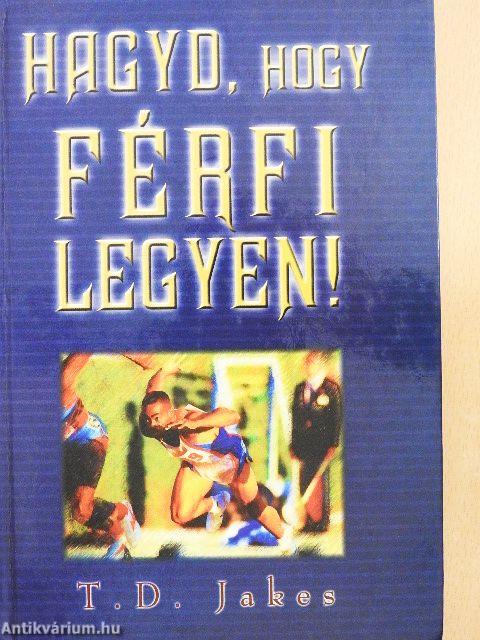 HAGYD, HOGY
FÉRFI
LEGYEN!
T.D. Jakes
Antikvárium.hu